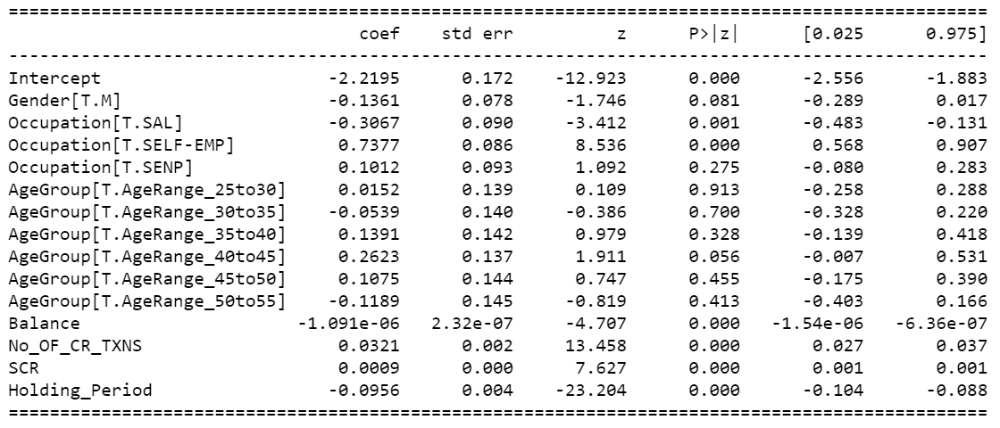 ==============================================================================================
coef std err z P>|z| [0.025 0.975]
----------------------------------------------------------------------------------------------
Intercept -2.2195 0.172 -12.923 0.000 -2.556 -1.883
Gender[T.M] -0.1361 0.078 -1.746 0.081 -0.289 0.017
Occupation[T.SAL] -0.3067 0.090 -3.412 0.001 -0.483 -0.131
Occupation[T.SELF-EMP] 0.7377 0.086 8.536 0.000 0.568 0.907
Occupation[T.SENP] 0.1012 0.093 1.092 0.275 -0.080 0.283
AgeGroup[T.AgeRange_25to30] 0.0152 0.139 0.109 0.913 -0.258 0.288
AgeGroup[T.AgeRange_30to35] -0.0539 0.140 -0.386 0.700 -0.328 0.220
AgeGroup[T.AgeRange_35to40] 0.1391 0.142 0.979 0.328 -0.139 0.418
AgeGroup[T.AgeRange_40to45] 0.2623 0.137 1.911 0.056 -0.007 0.531
AgeGroup[T.AgeRange_45to50] 0.1075 0.144 0.747 0.455 -0.175 0.390
AgeGroup[T.AgeRange_50to55] -0.1189 0.145 -0.819 0.413 -0.403 0.166
Balance -1.091e-06 2.32e-07 -4.707 0.000 -1.54e-06 -6.36e-07
No_OF_CR_TXNS 0.0321 0.002 13.458 0.000 0.027 0.037
SCR 0.0009 0.000 7.627 0.000 0.001 0.001
Holding_Period -0.0956 0.004 -23.204 0.000 -0.104 -0.088
==============================================================================================